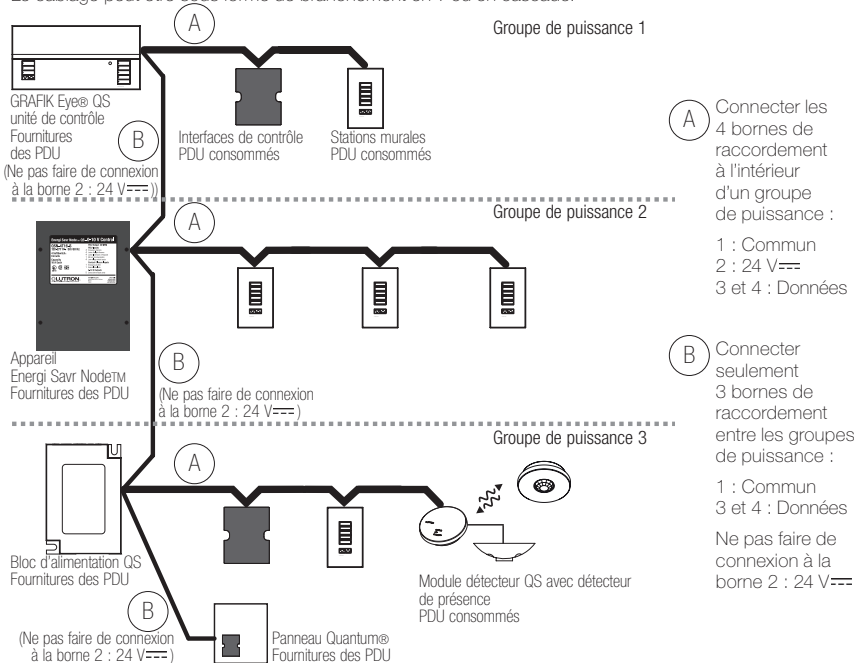 Le câblage peut être sous forme de branchement en T ou en cascade.
A
Groupe de puissance 1
GRAFIK Eye® QS
unité de contrôle
Fournitures
des PDU
B
(Ne pas faire de connexion
à la borne 2 : 24 V))
Interfaces de contrôle
PDU consommés
Stations murales
PDU consommés
A
Groupe de puissance 2
Energi Savr Node
Control
LUTRON
Appareil
Energi Savr NodeTM
Fournitures des PDU
B
(Ne pas faire de connexion
à la borne 2 : 24 V)
A
Groupe de puissance 3
Bloc d'alimentation QS
Fournitures des PDU
Module détecteur QS avec détecteur
de présence
PDU consommés
B
(Ne pas faire de connexion
à la borne 2 : 24 V)
Panneau Quantum®
Fournitures des PDU
A
Connecter les
4 bornes de
raccordement
à l'intérieur
d'un groupe
de puissance :
1 : Commun
2 : 24 V
3 et 4 : Données
B
Connecter
seulement
3 bornes de
raccordement
entre les groupes
de puissance :
1 : Commun
3 et 4 : Données
Ne pas faire de
connexion à la
borne 2 : 24 V